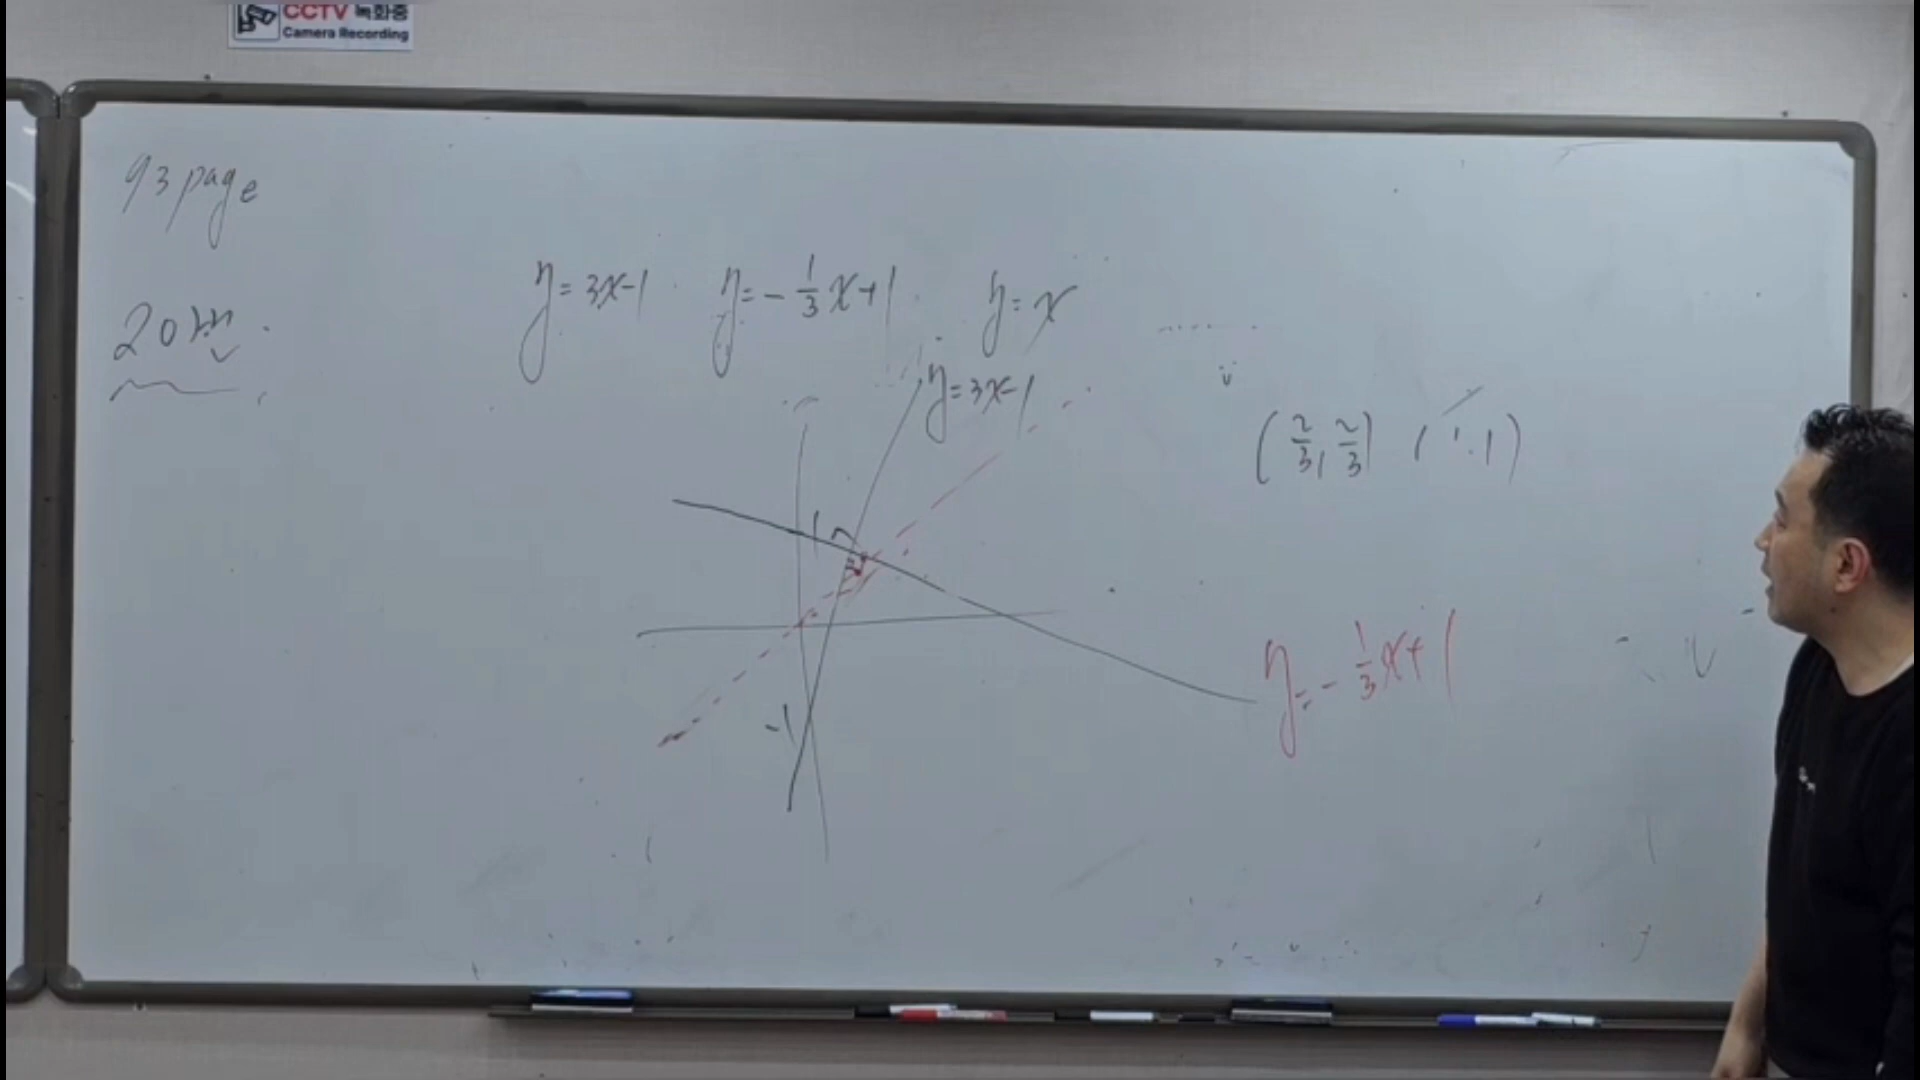 CCTV 녹화중
Camera Recording
93 page
20번.
y=3x-1 y=-1/3x+1 y=x
y=3x-1
(2/3, 2/3) (1, 1)
1
-1
y=-1/3x+1